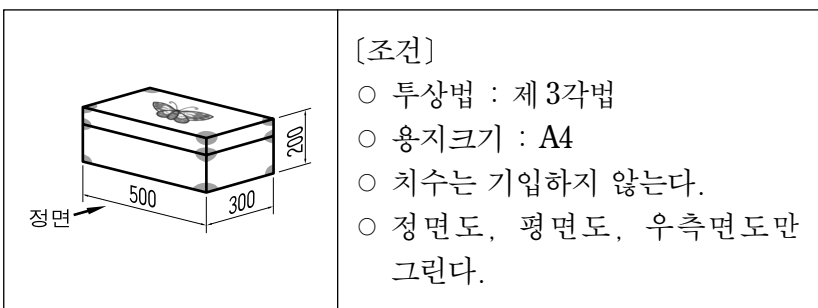 500
300
200
정면
〔조건〕
○ 투상법 : 제 3각법
○ 용지크기 : A4
○ 치수는 기입하지 않는다.
○ 정면도, 평면도, 우측면도만
그린다.